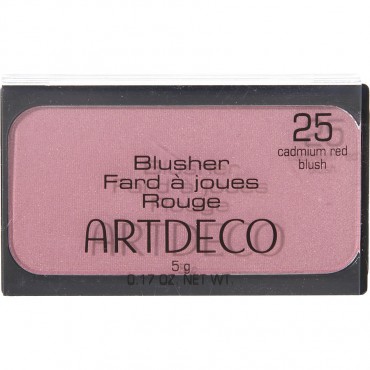 25
cadmium red
blush
Blusher
Fard à joues
Rouge
ARTDECO
5 g
0.17 OZ. NET WT.